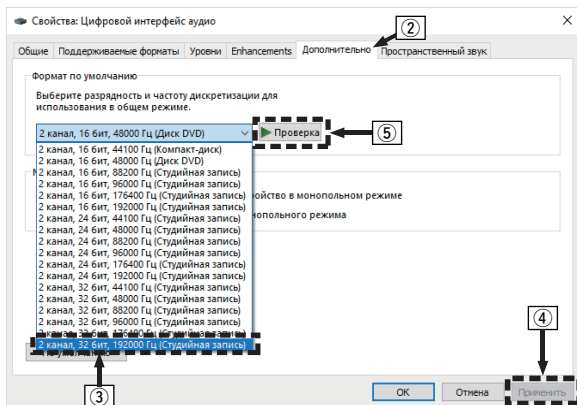 Свойства: Цифровой интерфейс аудио
②
Общие Поддерживаемые форматы Уровни Enhancements Дополнительно Пространственный звук
Формат по умолчанию
Выберите разрядность и частоту дискретизации для
использования в общем режиме.
2 канал, 16 бит, 48000 Гц (Диск DVD) Проверка
⑤
2 канал, 16 бит, 44100 Гц (Компакт-диск)
2 канал, 16 бит, 48000 Гц (Диск DVD)
2 канал, 16 бит, 88200 Гц (Студийная запись)
2 канал, 16 бит, 96000 Гц (Студийная запись)
2 канал, 16 бит, 176400 Гц (Студийная запись)
2 канал, 16 бит, 192000 Гц (Студийная запись)
2 канал, 24 бит, 44100 Гц (Студийная запись)
2 канал, 24 бит, 48000 Гц (Студийная запись)
2 канал, 24 бит, 88200 Гц (Студийная запись)
2 канал, 24 бит, 96000 Гц (Студийная запись)
2 канал, 24 бит, 176400 Гц (Студийная запись)
2 канал, 24 бит, 192000 Гц (Студийная запись)
2 канал, 32 бит, 44100 Гц (Студийная запись)
2 канал, 32 бит, 48000 Гц (Студийная запись)
2 канал, 32 бит, 88200 Гц (Студийная запись)
2 канал, 32 бит, 96000 Гц (Студийная запись)
2 канал, 32 бит, 176400 Гц (Студийная запись)
2 канал, 32 бит, 192000 Гц (Студийная запись)
в монопольном режиме
режима
③
④
OK Отмена Применить